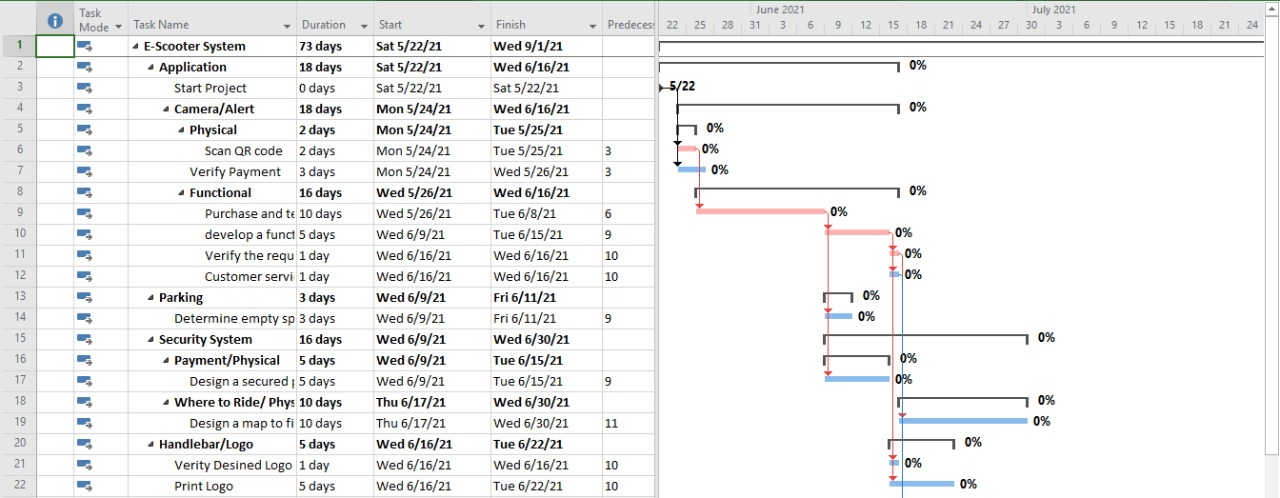 Task Mode Task Name Duration Start Finish Predecess
June 2021 July 2021
22 25 28 31 3 6 9 12 15 18 21 24 27 30 3 6 9 12 15 18 21 24
1 E-Scooter System 73 days Sat 5/22/21 Wed 9/1/21
2 Application 18 days Sat 5/22/21 Wed 6/16/21 0%
3 Start Project 0 days Sat 5/22/21 Sat 5/22/21 5/22
4 Camera/Alert 18 days Mon 5/24/21 Wed 6/16/21 0%
5 Physical 2 days Mon 5/24/21 Tue 5/25/21 0%
6 Scan QR code 2 days Mon 5/24/21 Tue 5/25/21 3 0%
7 Verify Payment 3 days Mon 5/24/21 Wed 5/26/21 3 0%
8 Functional 16 days Wed 5/26/21 Wed 6/16/21 0%
9 Purchase and te 10 days Wed 5/26/21 Tue 6/8/21 6 0%
10 develop a funct 5 days Wed 6/9/21 Tue 6/15/21 9 0%
11 Verify the requ 1 day Wed 6/16/21 Wed 6/16/21 10 0%
12 Customer servi 1 day Wed 6/16/21 Wed 6/16/21 10 0%
13 Parking 3 days Wed 6/9/21 Fri 6/11/21 0%
14 Determine empty sp 3 days Wed 6/9/21 Fri 6/11/21 9 0%
15 Security System 16 days Wed 6/9/21 Wed 6/30/21 0%
16 Payment/Physical 5 days Wed 6/9/21 Tue 6/15/21 0%
17 Design a secured p 5 days Wed 6/9/21 Tue 6/15/21 9 0%
18 Where to Ride/ Phys 10 days Thu 6/17/21 Wed 6/30/21 0%
19 Design a map to fi 10 days Thu 6/17/21 Wed 6/30/21 11 0%
20 Handlebar/Logo 5 days Wed 6/16/21 Tue 6/22/21 0%
21 Verity Desined Logo 1 day Wed 6/16/21 Wed 6/16/21 10 0%
22 Print Logo 5 days Wed 6/16/21 Tue 6/22/21 10 0%